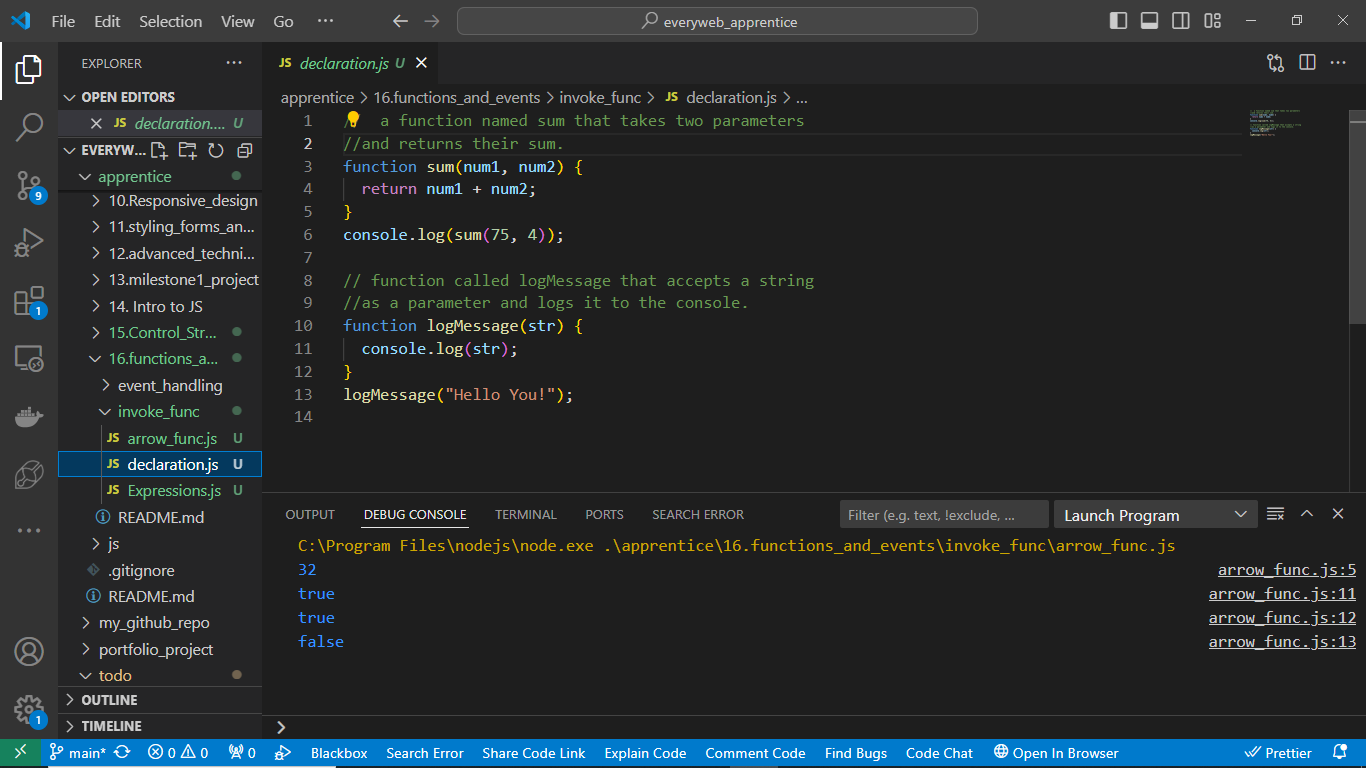 File Edit Selection View Go ··· everyweb_apprentice
EXPLORER ···
OPEN EDITORS
JS declaration.... U
EVERYW...
apprentice
10.Responsive_design
11.styling_forms_an...
12.advanced_techni...
13.milestone1_project
14. Intro to JS
15.Control_Str...
16.functions_a...
event_handling
invoke_func
JS arrow_func.js U
JS declaration.js U
JS Expressions.js U
README.md
js
.gitignore
README.md
my_github_repo
portfolio_project
todo
OUTLINE
TIMELINE
9
1
1
JS declaration.js U
apprentice > 16.functions_and_events > invoke_func > JS declaration.js > ...
1 / a function named sum that takes two parameters
2 //and returns their sum.
3 function sum(num1, num2) {
4 return num1 + num2;
5 }
6 console.log(sum(75, 4));
7
8 // function called logMessage that accepts a string
9 //as a parameter and logs it to the console.
10 function logMessage(str) {
11 console.log(str);
12 }
13 logMessage("Hello You!");
14
OUTPUT DEBUG CONSOLE TERMINAL PORTS SEARCH ERROR Filter (e.g. text, !exclude, ... Launch Program
C:\Program Files\nodejs\node.exe .\apprentice\16.functions_and_events\invoke_func\arrow_func.js
32 arrow_func.js:5
true arrow_func.js:11
true arrow_func.js:12
false arrow_func.js:13
main* 0 0 0 Blackbox Search Error Share Code Link Explain Code Comment Code Find Bugs Code Chat Open In Browser Prettier